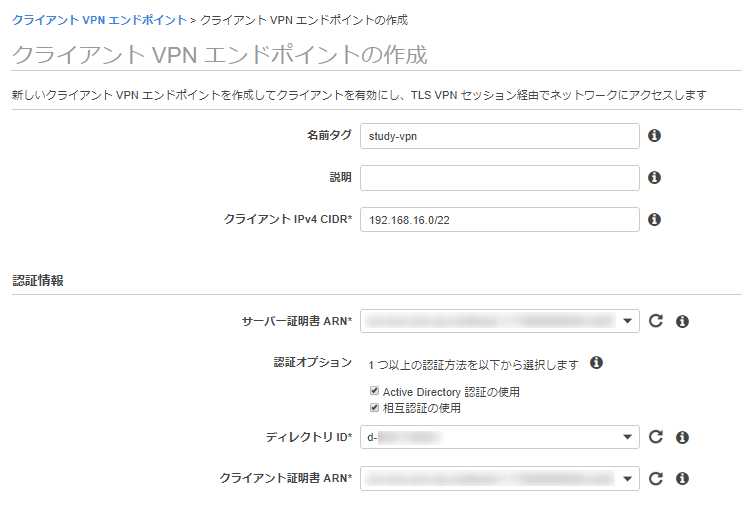 クライアント VPN エンドポイント > クライアント VPN エンドポイントの作成
クライアント VPN エンドポイントの作成
新しいクライアント VPN エンドポイントを作成してクライアントを有効にし、TLS VPN セッション経由でネットワークにアクセスします
名前タグ study-vpn
説明
クライアント IPv4 CIDR* 192.168.16.0/22
認証情報
サーバー証明書 ARN*
認証オプション 1 つ以上の認証方法を以下から選択します
Active Directory 認証の使用
相互認証の使用
ディレクトリ ID* d-
クライアント証明書 ARN*